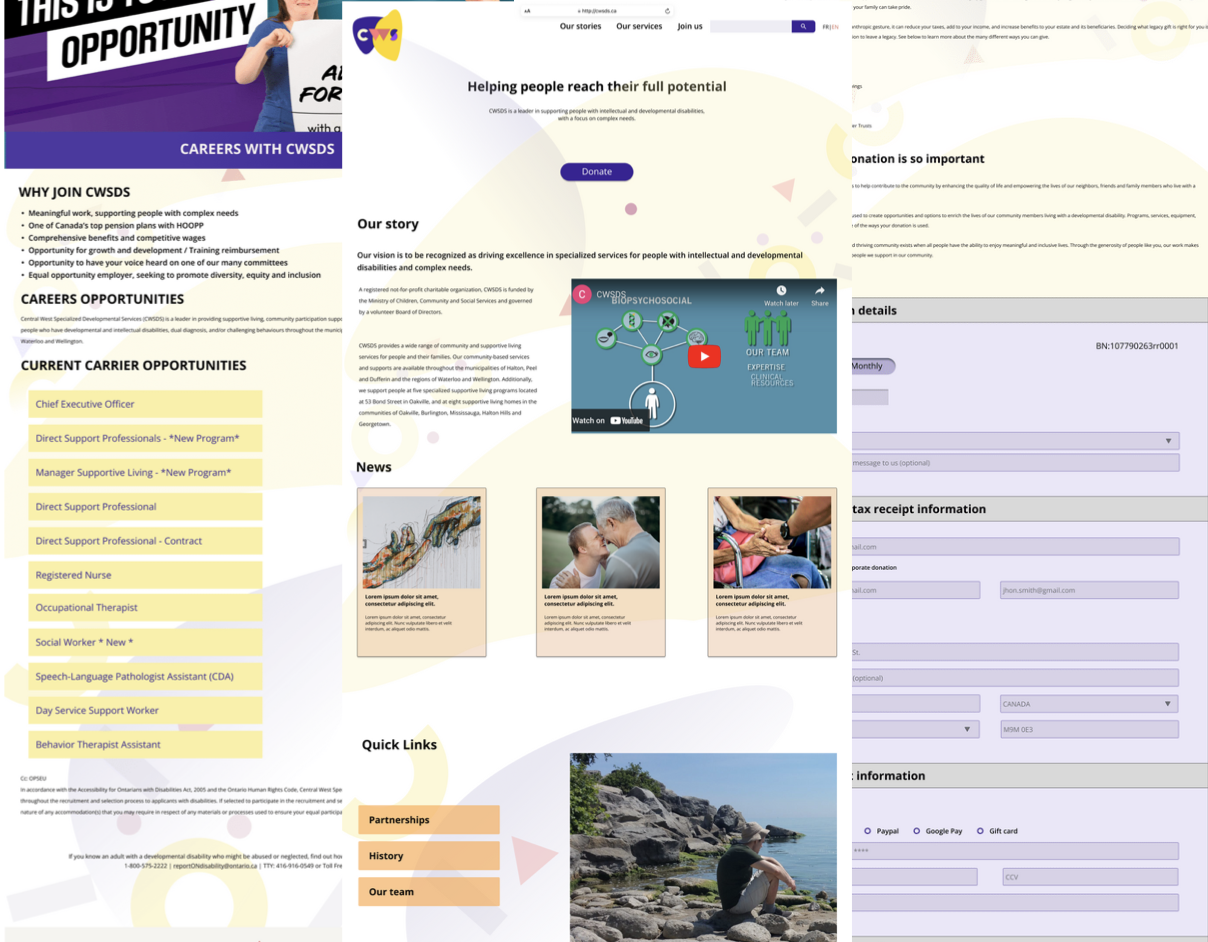 THIS IS YO
OPPORTUNITY
AL
FOR
with a
CAREERS WITH CWSDS
WHY JOIN CWSDS
• Meaningful work, supporting people with complex needs
• One of Canada's top pension plans with HOOPP
• Comprehensive benefits and competitive wages
• Opportunity for growth and development / Training reimbursement
• Opportunity to have your voice heard on one of our many committees
• Equal opportunity employer, seeking to promote diversity, equity and inclusion
CAREERS OPPORTUNITIES
Central West Specialized Developmental Services (CWSDS) is a leader in providing supportive living, community participation supp
people who have developmental and intellectual disabilities, dual diagnosis, and/or challenging behaviours throughout the munici
Waterloo and Wellington.
CURRENT CARRIER OPPORTUNITIES
Chief Executive Officer
Direct Support Professionals - *New Program*
Manager Supportive Living - *New Program*
Direct Support Professional
Direct Support Professional - Contract
Registered Nurse
Occupational Therapist
Social Worker * New *
Speech-Language Pathologist Assistant (CDA)
Day Service Support Worker
Behavior Therapist Assistant
Cc: OPSEU
In accordance with the Accessibility for Ontarians with Disabilities Act, 2005 and the Ontario Human Rights Code, Central West Spe
throughout the recruitment and selection process to applicants with disabilities. If selected to participate in the recruitment and se
nature of any accommodation(s) that you may require in respect of any materials or processes used to ensure your equal participa
If you know an adult with a developmental disability who might be abused or neglected, find out ho
1-800-575-2222 | reportONdisability@ontario.ca | TTY: 416-916-0549 or Toll Fre
AA http://cwsds.ca
CWS
Our stories Our services Join us FR|EN
Helping people reach their full potential
CWSDS is a leader in supporting people with intellectual and developmental disabilities,
with a focus on complex needs.
Donate
Our story
Our vision is to be recognized as driving excellence in specialized services for people with intellectual and developmental
disabilities and complex needs.
A registered not-for-profit charitable organization, CWSDS is funded by
the Ministry of Children, Community and Social Services and governed
by a volunteer Board of Directors.
CWSDS provides a wide range of community and supportive living
services for people and their families. Our community-based services
and supports are available throughout the municipalities of Halton, Peel
and Dufferin and the regions of Waterloo and Wellington. Additionally,
we support people at five specialized supportive living programs located
at 53 Bond Street in Oakville, and at eight supportive living homes in the
communities of Oakville, Burlington, Mississauga, Halton Hills and
Georgetown.
C CWSDS
BIOPSYCHOSOCIAL
Watch later Share
OUR TEAM
EXPERTISE
CLINICAL
RESOURCES
Watch on YouTube
News
Lorem ipsum dolor sit amet,
consectetur adipiscing elit.
Lorem ipsum dolor sit amet, consectetur
adipiscing elit. Nunc vulputate libero et velit
interdum, ac aliquet odio mattis.
Lorem ipsum dolor sit amet,
consectetur adipiscing elit.
Lorem ipsum dolor sit amet, consectetur
adipiscing elit. Nunc vulputate libero et velit
interdum, ac aliquet odio mattis.
Lorem ipsum dolor sit amet,
consectetur adipiscing elit.
Lorem ipsum dolor sit amet, consectetur
adipiscing elit. Nunc vulputate libero et velit
interdum, ac aliquet odio mattis.
Quick Links
Partnerships
History
Our team
your family can take pride.
anthropic gesture, it can reduce your taxes, add to your income, and increase benefits to your estate and its beneficiaries. Deciding what legacy gift is right for you is
ion to leave a legacy. See below to learn more about the many different ways you can give.
ngs
er Trusts
onation is so important
to help contribute to the community by enhancing the quality of life and empowering the lives of our neighbors, friends and family members who live with a
used to create opportunities and options to enrich the lives of our community members living with a developmental disability. Programs, services, equipment,
of the ways your donation is used.
d thriving community exists when all people have the ability to enjoy meaningful and inclusive lives. Through the generosity of people like you, our work makes
people we support in our community.
n details
BN:107790263rr0001
Monthly
message to us (optional)
tax receipt information
ail.com
porate donation
ail.com jhon.smith@gmail.com
St.
(optional)
CANADA
M9M 0E3
t information
Paypal Google Pay Gift card
****
CCV